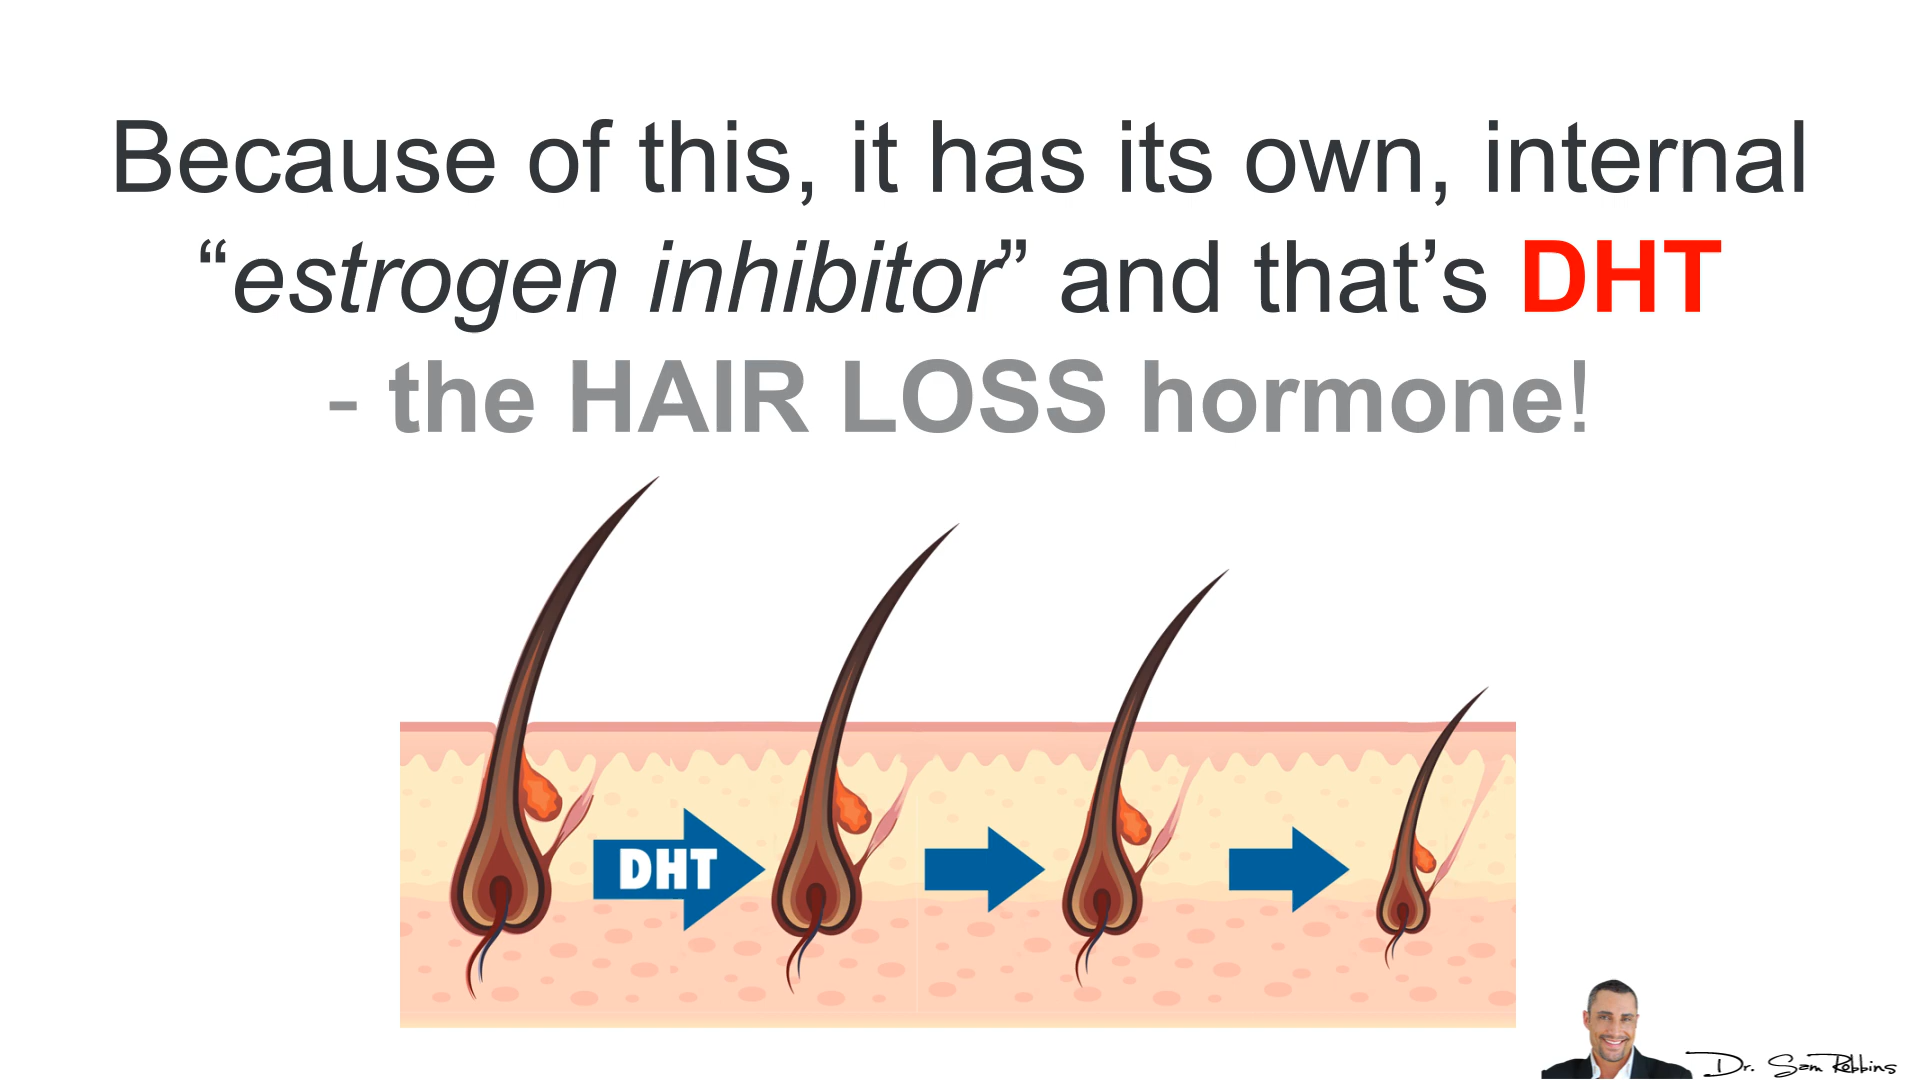 Because of this, it has its own, internal
“estrogen inhibitor” and that’s DHT
- the HAIR LOSS hormone!
DHT
Dr. Sam Robbins